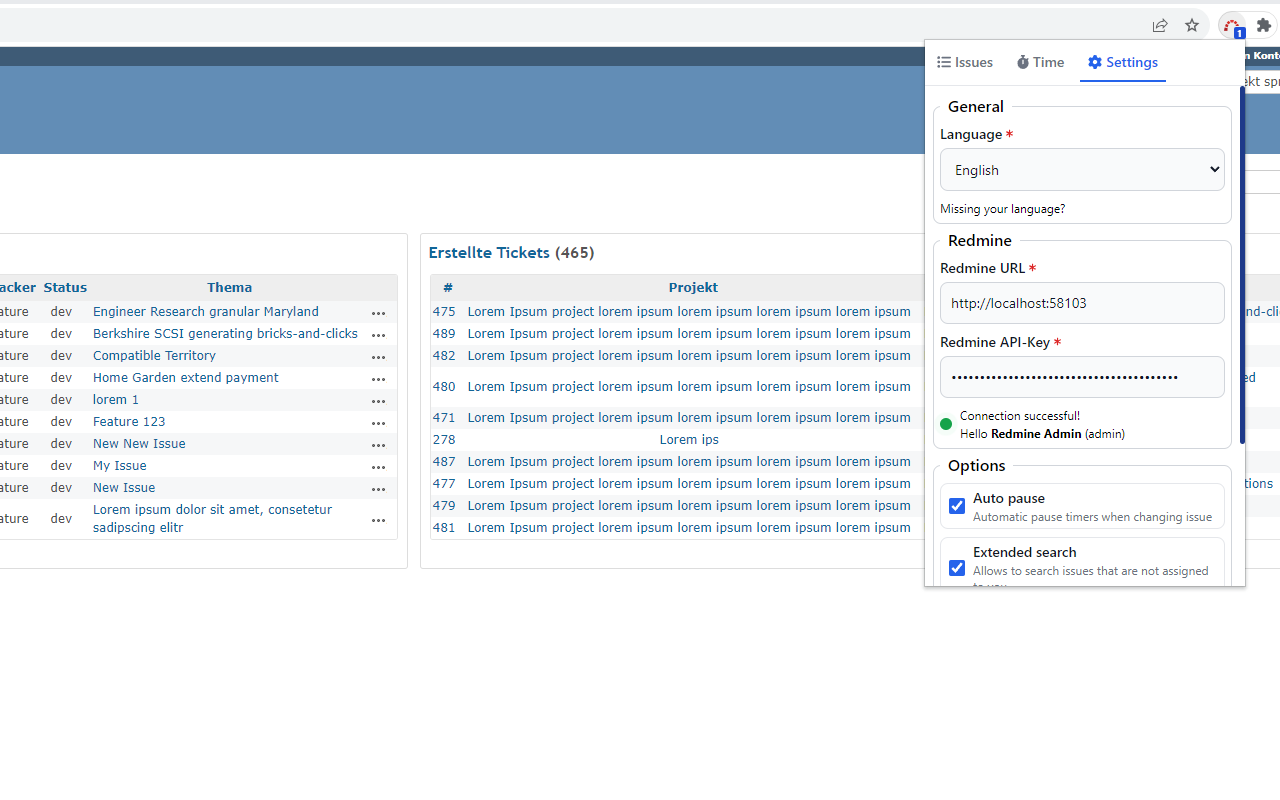 1
n Konto
ekt spr
Issues Time Settings
General
Language *
English
Missing your language?
Redmine
Redmine URL *
http://localhost:58103
Redmine API-Key *
••••••••••••••••••••••••••••••••••••••••
Connection successful!
Hello Redmine Admin (admin)
Options
Auto pause
Automatic pause timers when changing issue
Extended search
Allows to search issues that are not assigned
to you
acker Status Thema
ature dev Engineer Research granular Maryland ...
ature dev Berkshire SCSI generating bricks-and-clicks ...
ature dev Compatible Territory ...
ature dev Home Garden extend payment ...
ature dev lorem 1 ...
ature dev Feature 123 ...
ature dev New New Issue ...
ature dev My Issue ...
ature dev New Issue ...
ature dev Lorem ipsum dolor sit amet, consetetur
sadipscing elitr ...
Erstellte Tickets (465)
# Projekt
475 Lorem Ipsum project lorem ipsum lorem ipsum lorem ipsum lorem ipsum nd-clic
489 Lorem Ipsum project lorem ipsum lorem ipsum lorem ipsum lorem ipsum
482 Lorem Ipsum project lorem ipsum lorem ipsum lorem ipsum lorem ipsum
480 Lorem Ipsum project lorem ipsum lorem ipsum lorem ipsum lorem ipsum ed
471 Lorem Ipsum project lorem ipsum lorem ipsum lorem ipsum lorem ipsum
278 Lorem ips
487 Lorem Ipsum project lorem ipsum lorem ipsum lorem ipsum lorem ipsum
477 Lorem Ipsum project lorem ipsum lorem ipsum lorem ipsum lorem ipsum tions
479 Lorem Ipsum project lorem ipsum lorem ipsum lorem ipsum lorem ipsum
481 Lorem Ipsum project lorem ipsum lorem ipsum lorem ipsum lorem ipsum